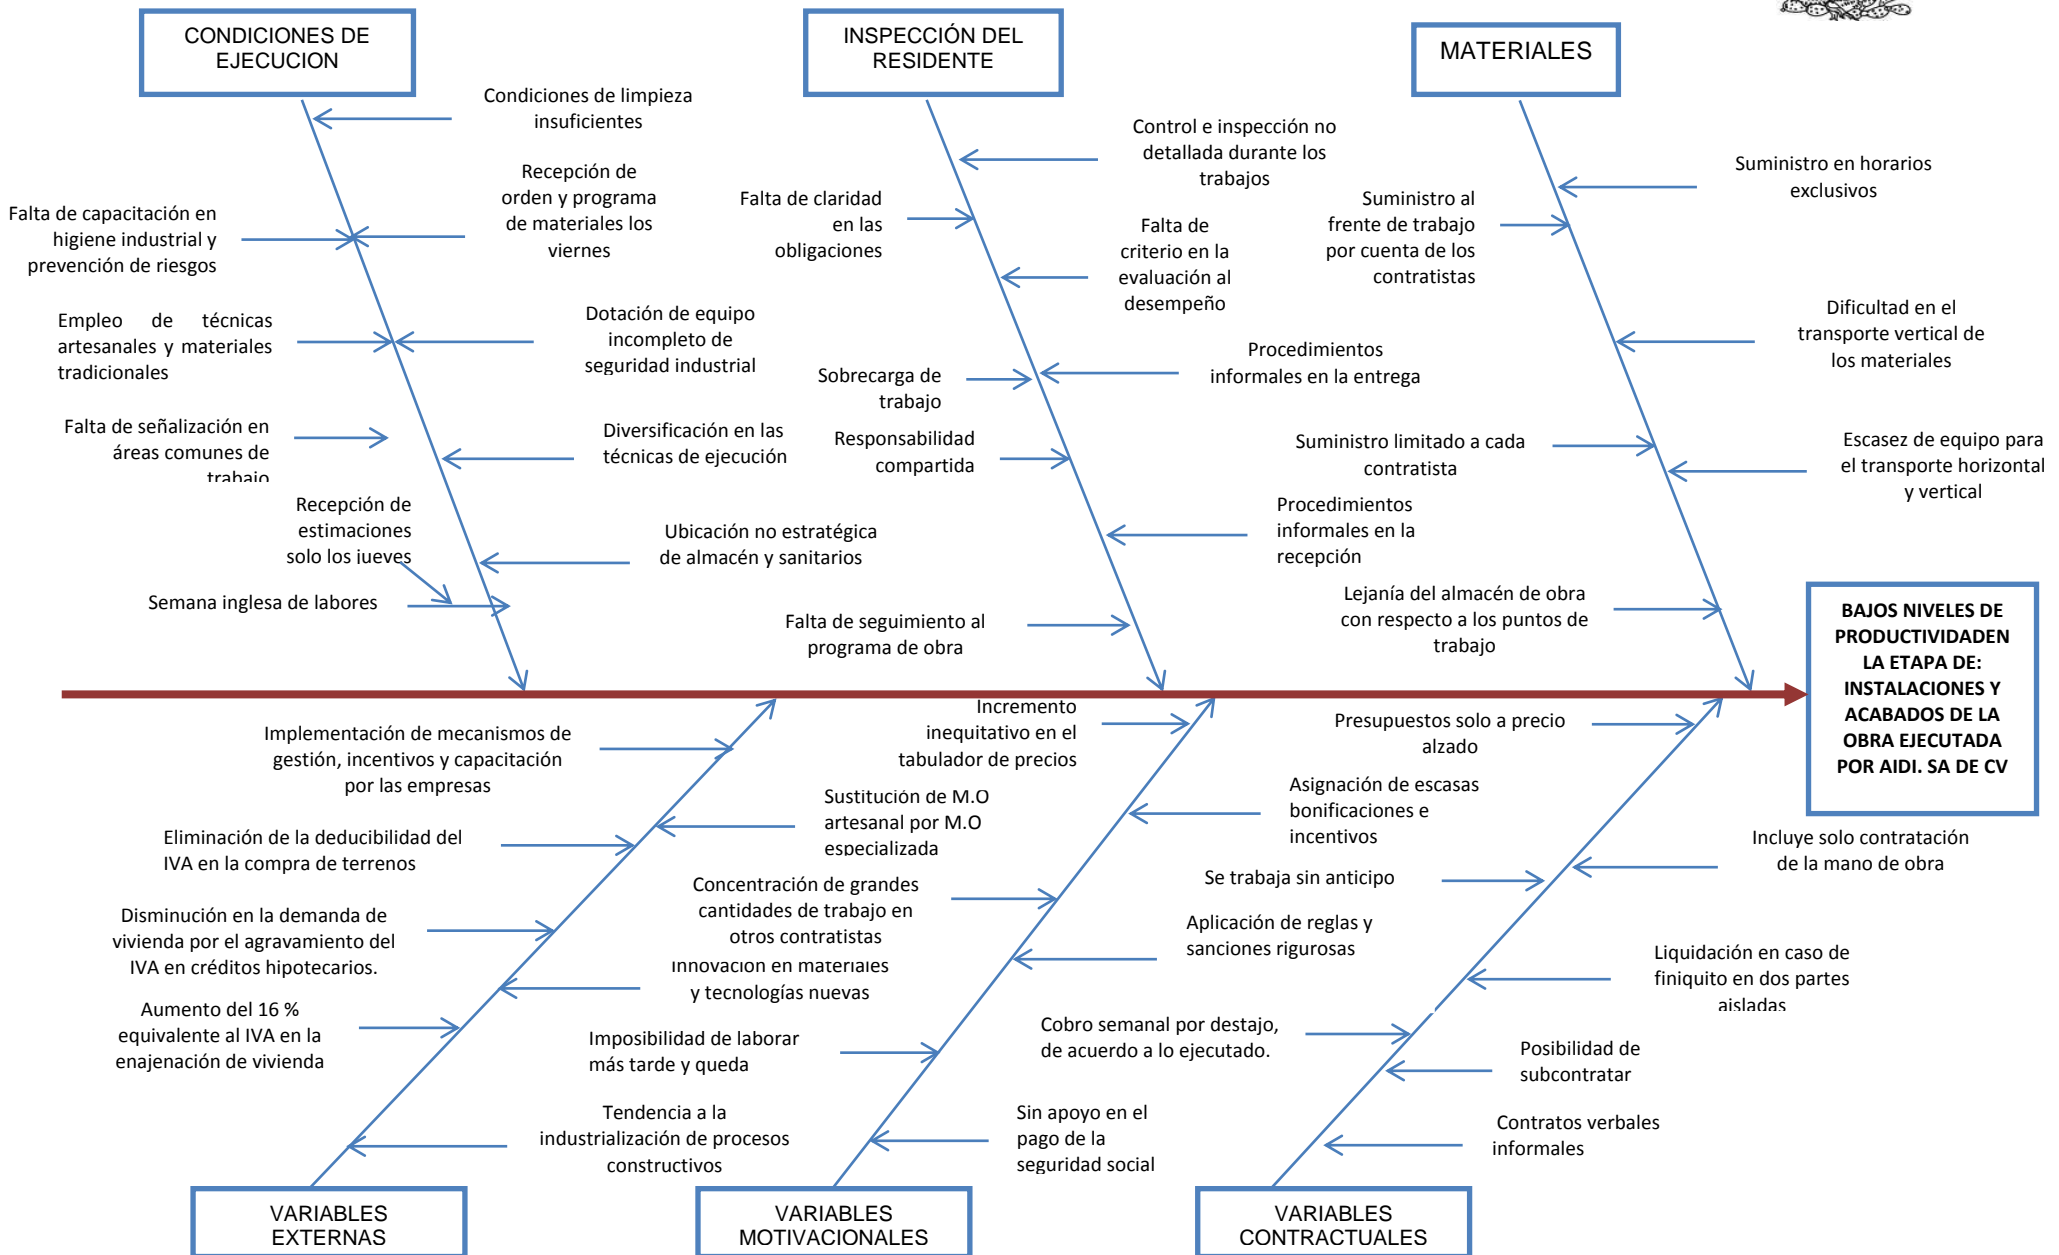 CONDICIONES DE
EJECUCION
INSPECCIÓN DEL
RESIDENTE
MATERIALES
Condiciones de limpieza
insuficientes
Falta de capacitación en
higiene industrial y
prevención de riesgos
Recepción de
orden y programa
de materiales los
viernes
Empleo de técnicas
artesanales y materiales
tradicionales
Dotación de equipo
incompleto de
seguridad industrial
Falta de señalización en
áreas comunes de
trabajo
Diversificación en las
técnicas de ejecución
Recepción de
estimaciones
solo los jueves
Ubicación no estratégica
de almacén y sanitarios
Semana inglesa de labores
Control e inspección no
detallada durante los
trabajos
Falta de claridad
en las
obligaciones
Falta de
criterio en la
evaluación al
desempeño
Procedimientos
informales en la entrega
Sobrecarga de
trabajo
Responsabilidad
compartida
Procedimientos
informales en la
recepción
Falta de seguimiento al
programa de obra
Suministro en horarios
exclusivos
Suministro al
frente de trabajo
por cuenta de los
contratistas
Dificultad en el
transporte vertical de
los materiales
Suministro limitado a cada
contratista
Escasez de equipo para
el transporte horizontal
y vertical
Lejanía del almacén de obra
con respecto a los puntos de
trabajo
BAJOS NIVELES DE
PRODUCTIVIDADEN
LA ETAPA DE:
INSTALACIONES Y
ACABADOS DE LA
OBRA EJECUTADA
POR AIDI. SA DE CV
Implementación de mecanismos de
gestión, incentivos y capacitación
por las empresas
Sustitución de M.O
artesanal por M.O
especializada
Eliminación de la deducibilidad del
IVA en la compra de terrenos
Disminución en la demanda de
vivienda por el agravamiento del
IVA en créditos hipotecarios.
Innovación en materiales
y tecnologías nuevas
Aumento del 16 %
equivalente al IVA en la
enajenación de vivienda
Tendencia a la
industrialización de procesos
constructivos
Incremento
inequitativo en el
tabulador de precios
Asignación de escasas
bonificaciones e
incentivos
Concentración de grandes
cantidades de trabajo en
otros contratistas
Aplicación de reglas y
sanciones rigurosas
Imposibilidad de laborar
más tarde y queda
Sin apoyo en el
pago de la
seguridad social
Presupuestos solo a precio
alzado
Incluye solo contratación
de la mano de obra
Se trabaja sin anticipo
Liquidación en caso de
finiquito en dos partes
aisladas
Cobro semanal por destajo,
de acuerdo a lo ejecutado.
Posibilidad de
subcontratar
Contratos verbales
informales
VARIABLES
EXTERNAS
VARIABLES
MOTIVACIONALES
VARIABLES
CONTRACTUALES